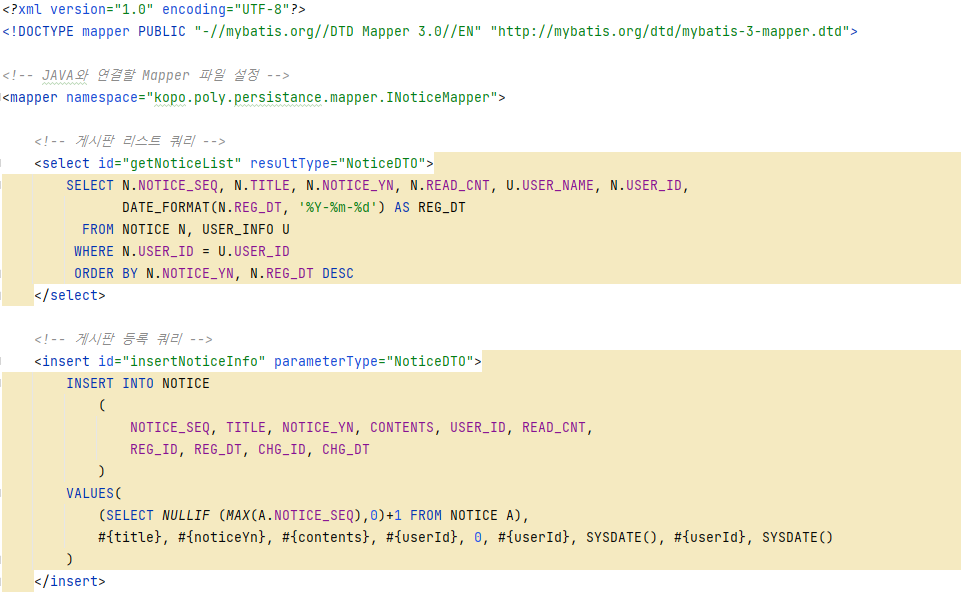 <?xml version="1.0" encoding="UTF-8"?>
<!DOCTYPE mapper PUBLIC "-//mybatis.org//DTD Mapper 3.0//EN" "http://mybatis.org/dtd/mybatis-3-mapper.dtd">
<!-- JAVA와 연결할 Mapper 파일 설정 -->
<mapper namespace="kopo.poly.persistance.mapper.INoticeMapper">
<!-- 게시판 리스트 쿼리 -->
<select id="getNoticeList" resultType="NoticeDTO">
SELECT N.NOTICE_SEQ, N.TITLE, N.NOTICE_YN, N.READ_CNT, U.USER_NAME, N.USER_ID,
DATE_FORMAT(N.REG_DT, '%Y-%m-%d') AS REG_DT
FROM NOTICE N, USER_INFO U
WHERE N.USER_ID = U.USER_ID
ORDER BY N.NOTICE_YN, N.REG_DT DESC
</select>
<!-- 게시판 등록 쿼리 -->
<insert id="insertNoticeInfo" parameterType="NoticeDTO">
INSERT INTO NOTICE
(
NOTICE_SEQ, TITLE, NOTICE_YN, CONTENTS, USER_ID, READ_CNT,
REG_ID, REG_DT, CHG_ID, CHG_DT
)
VALUES(
(SELECT NULLIF (MAX(A.NOTICE_SEQ),0)+1 FROM NOTICE A),
#{title}, #{noticeYn}, #{contents}, #{userId}, 0, #{userId}, SYSDATE(), #{userId}, SYSDATE()
)
</insert>